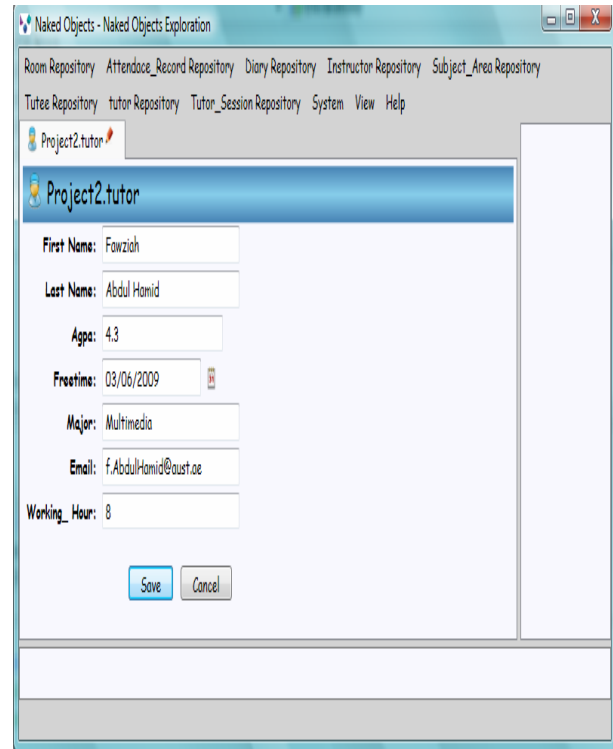 Naked Objects - Naked Objects Exploration
Room Repository Attendace_Record Repository Diary Repository Instructor Repository Subject_Area Repository
Tutee Repository tutor Repository Tutor_Session Repository System View Help
Project2.tutor
Project2.tutor
First Name: Fawziah
Last Name: Abdul Hamid
Agpa: 4.3
Freetime: 03/06/2009
Major: Multimedia
Email: f.AbdulHamid@aust.ae
Working_ Hour: 8
Save Cancel